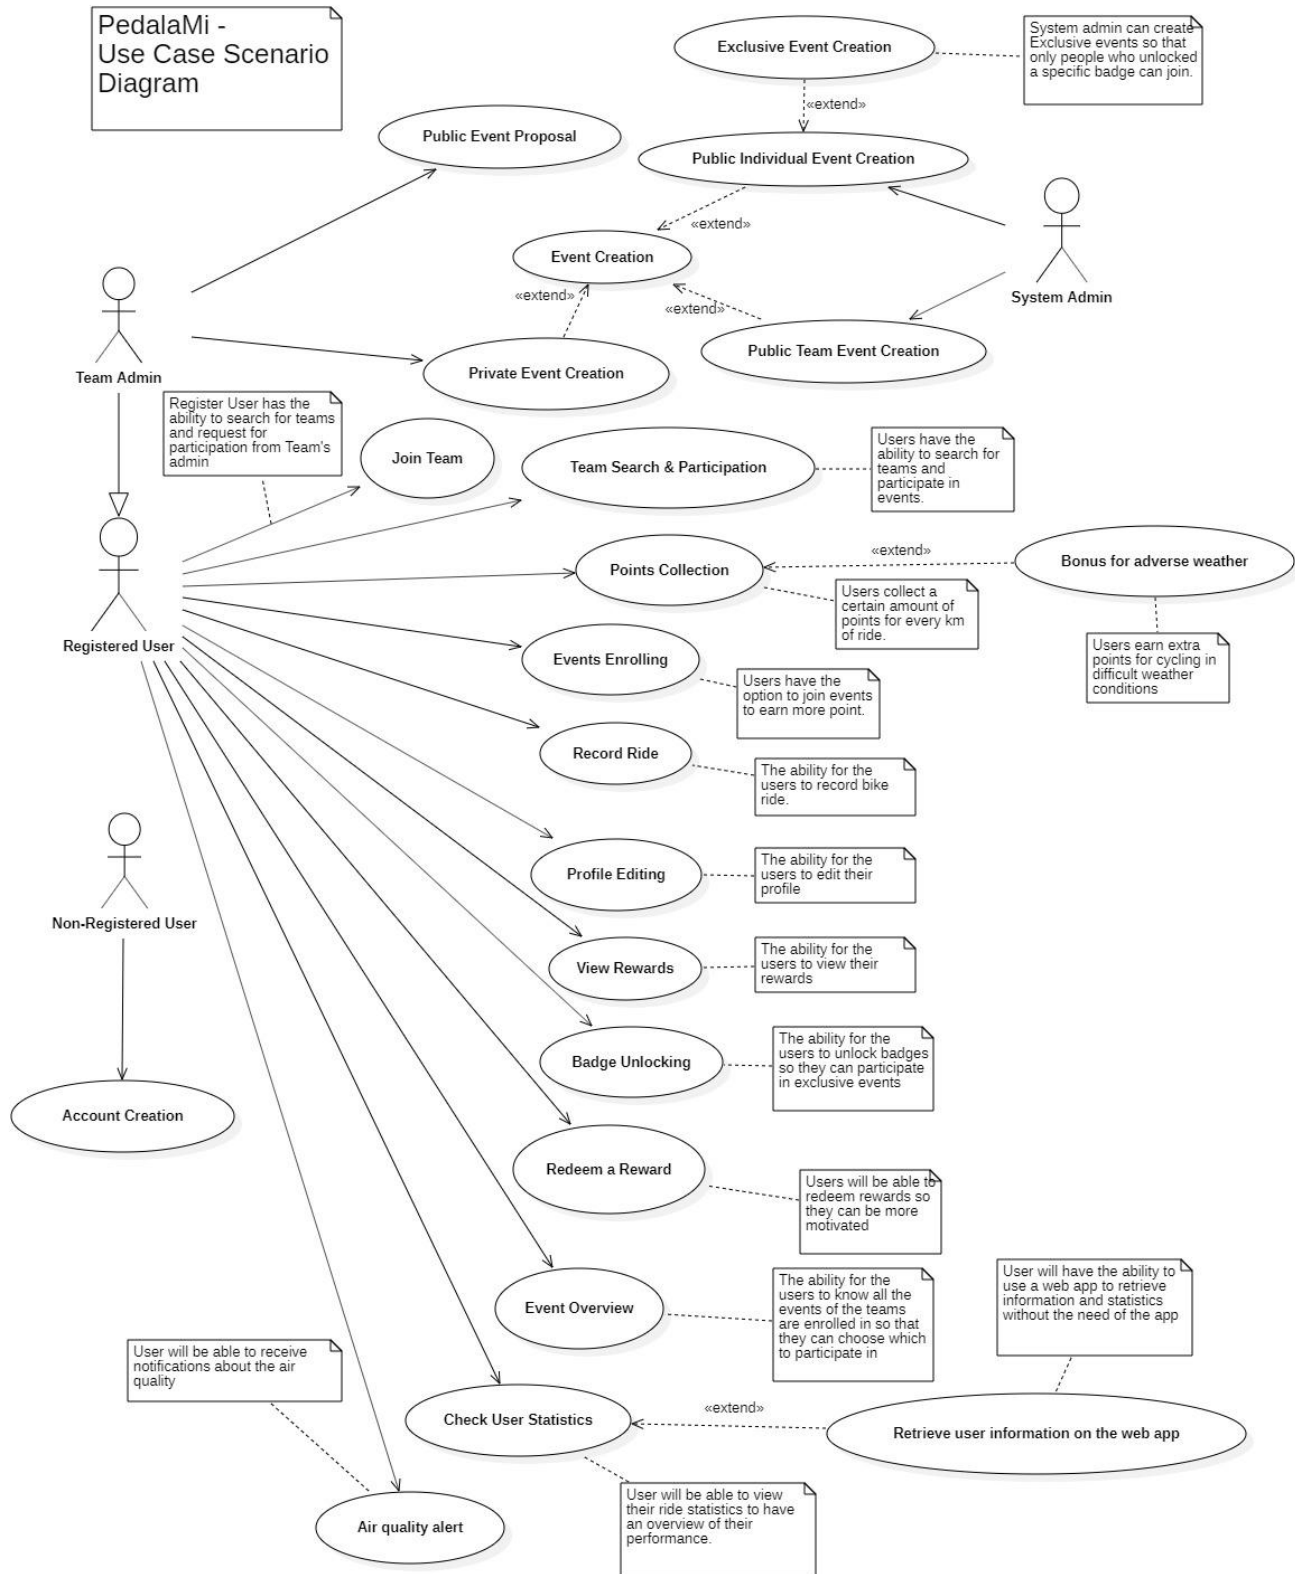 PedalaMi -
Use Case Scenario
Diagram
Exclusive Event Creation
System admin can create
Exclusive events so that
only people who unlocked
a specific badge can join.
«extend»
Public Event Proposal
Public Individual Event Creation
«extend»
Event Creation
System Admin
«extend»
«extend»
Public Team Event Creation
Private Event Creation
Team Admin
Register User has the
ability to search for teams
and request for
participation from Team's
admin
Join Team
Team Search & Participation
Users have the
ability to search for
teams and
participate in
events.
Registered User
Points Collection
«extend»
Bonus for adverse weather
Users collect a
certain amount of
points for every km
of ride.
Users earn extra
points for cycling in
difficult weather
conditions
Events Enrolling
Users have the
option to join events
to earn more point.
Record Ride
The ability for the
users to record bike
ride.
Profile Editing
The ability for the
users to edit their
profile
Non-Registered User
View Rewards
The ability for the
users to view their
rewards
Badge Unlocking
The ability for the
users to unlock badges
so they can participate
in exclusive events
Account Creation
Redeem a Reward
Users will be able to
redeem rewards so
they can be more
motivated
Event Overview
The ability for the
users to know all the
events of the teams
are enrolled in so that
they can choose which
to participate in
User will have the ability to
use a web app to retrieve
information and statistics
without the need of the app
User will be able to receive
notifications about the air
quality
Check User Statistics
«extend»
Retrieve user information on the web app
User will be able to view
their ride statistics to have
an overview of their
performance.
Air quality alert